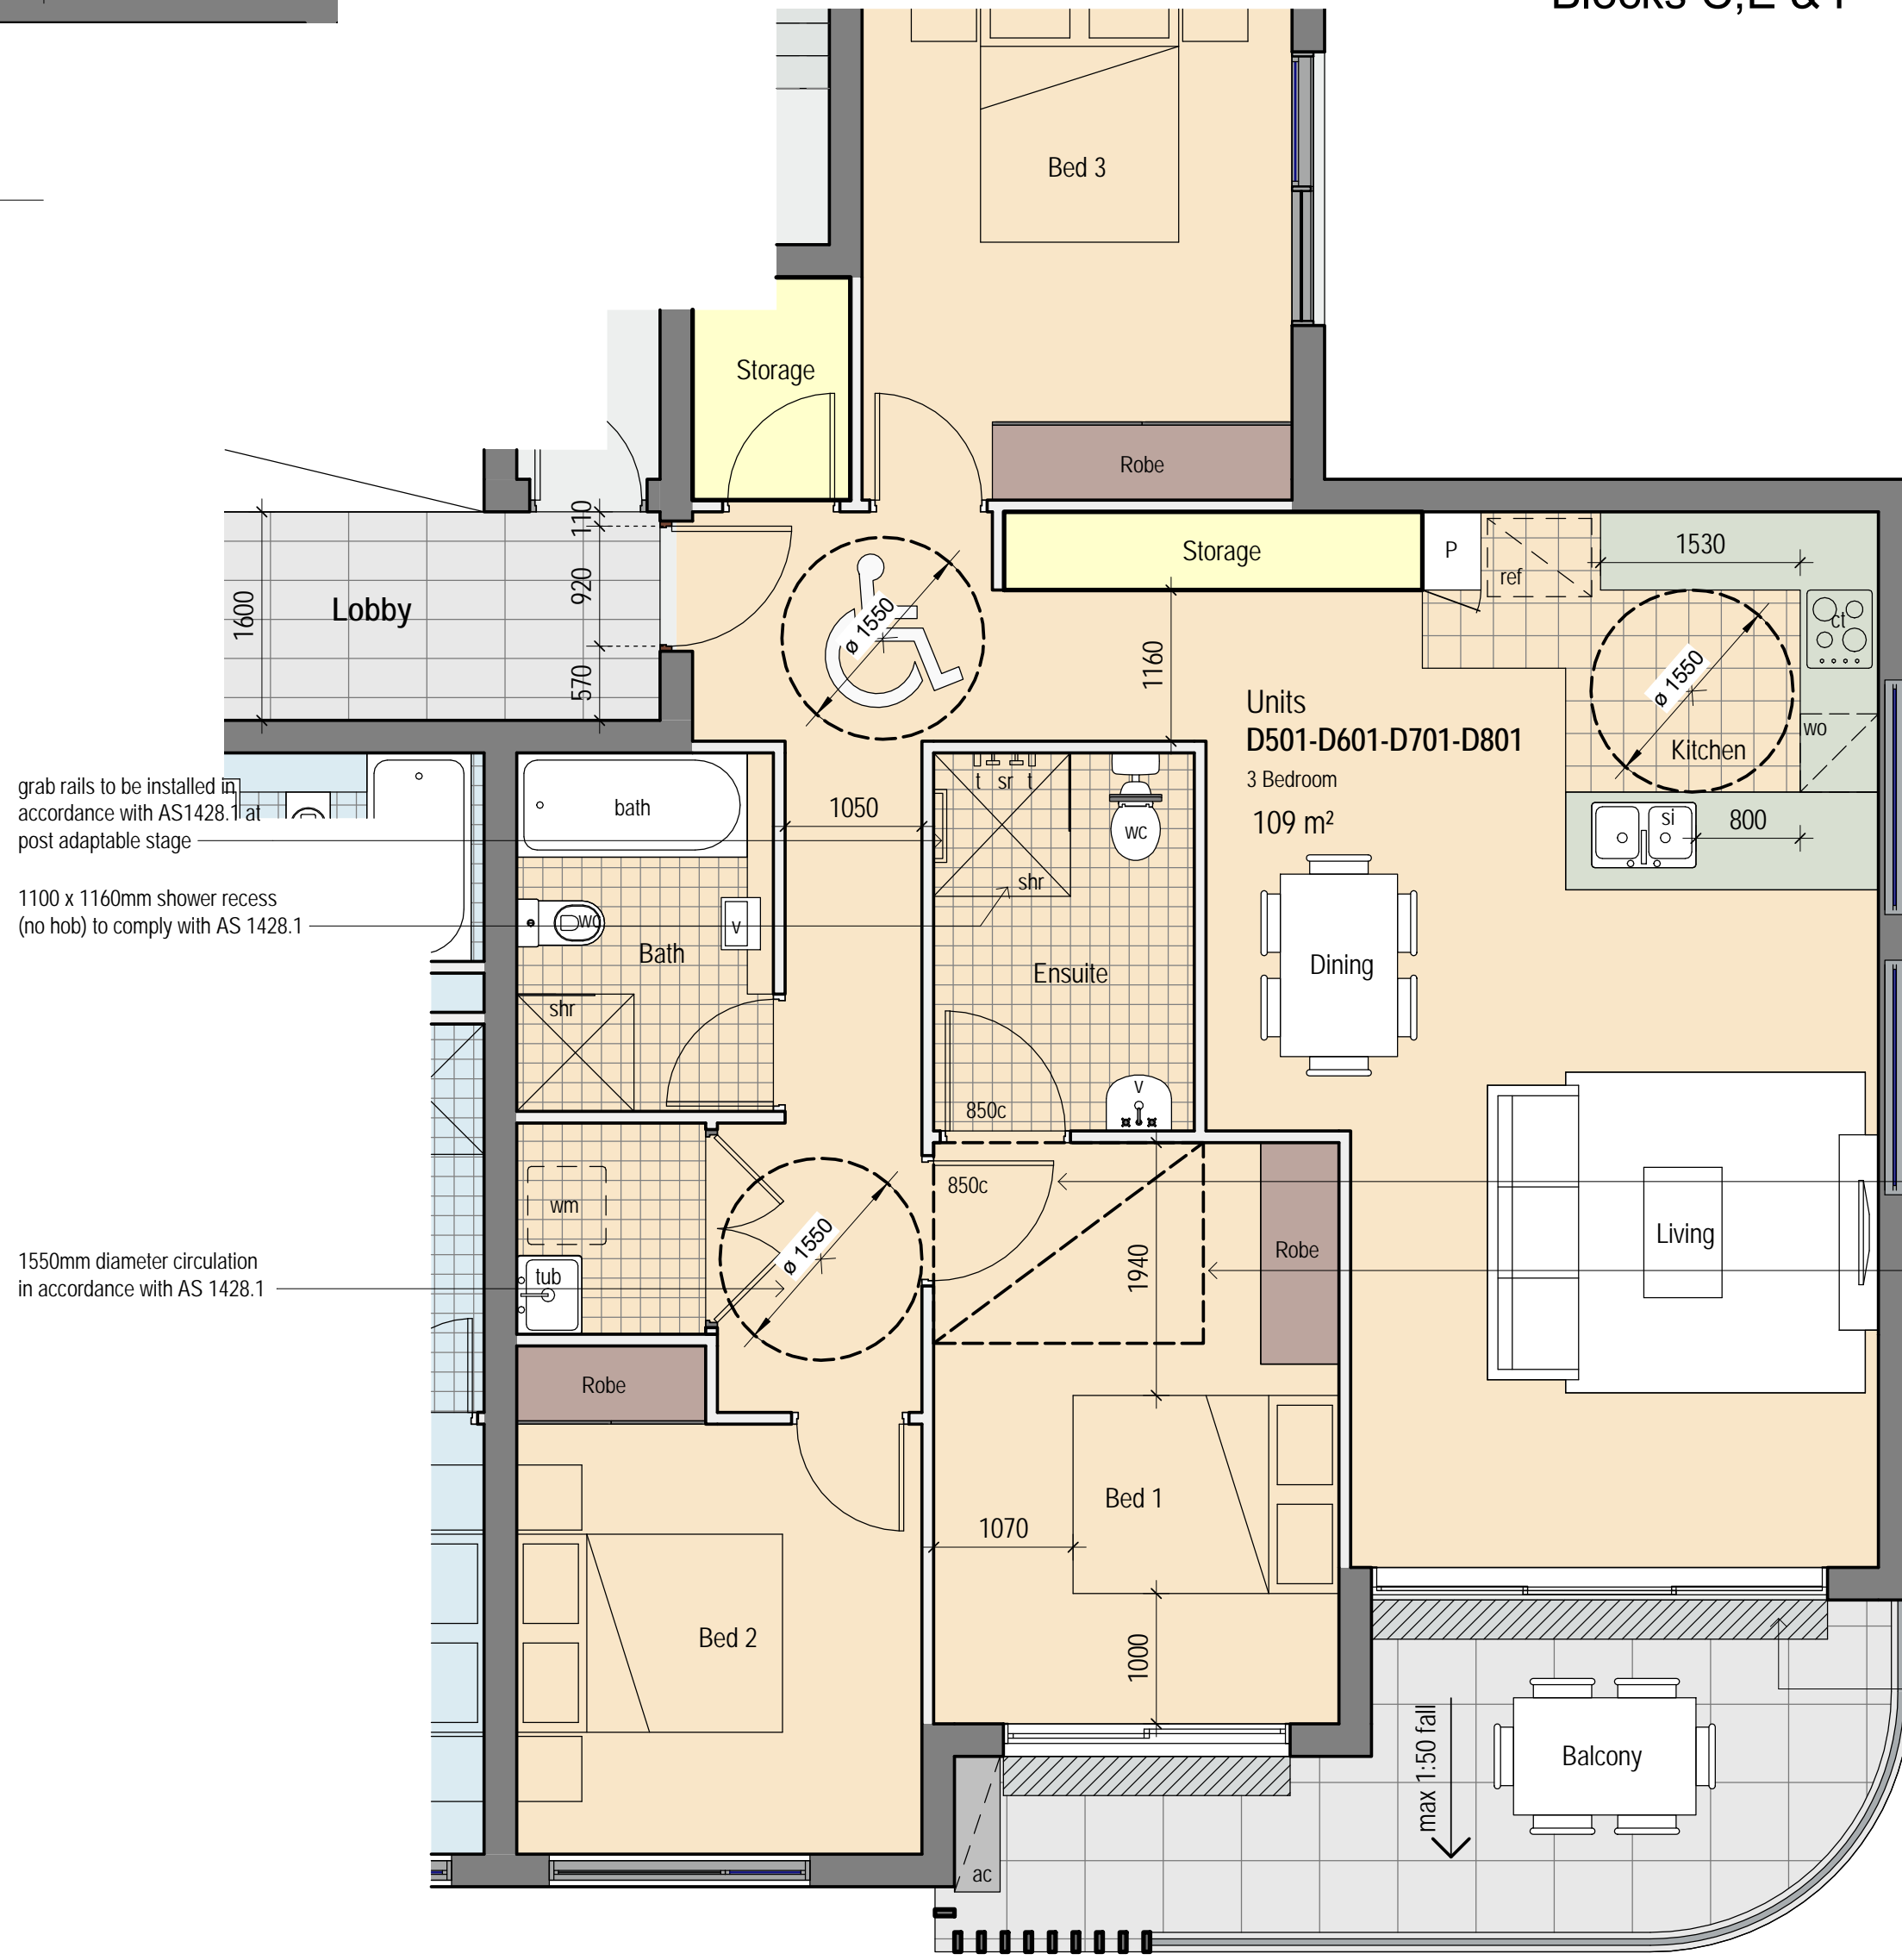 Bed 3
Storage
Robe
Storage
P
ref
1530
ct
110
920
570
1600
Lobby
ø 1550
1160
ø 1550
wo
Kitchen
Units
D501-D601-D701-D801
3 Bedroom
109 m²
si
800
grab rails to be installed in
accordance with AS1428.1 at
post adaptable stage
bath
1050
t sr t
wc
shr
1100 x 1160mm shower recess
(no hob) to comply with AS 1428.1
wc
v
Bath
Ensuite
Dining
shr
v
850c
850c
wm
ø 1550
1940
Robe
Living
1550mm diameter circulation
in accordance with AS 1428.1
tub
Robe
Bed 1
1070
Bed 2
1000
max 1:50 fall
Balcony
ac